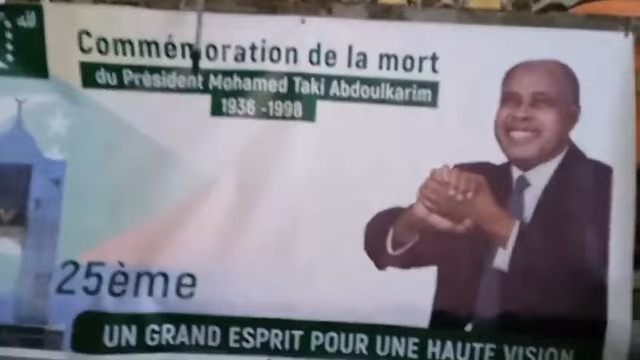 Commémoration de la mort
du Président Mohamed Taki Abdoulkarim
1936 -1998
25ème
UN GRAND ESPRIT POUR UNE HAUTE VISION